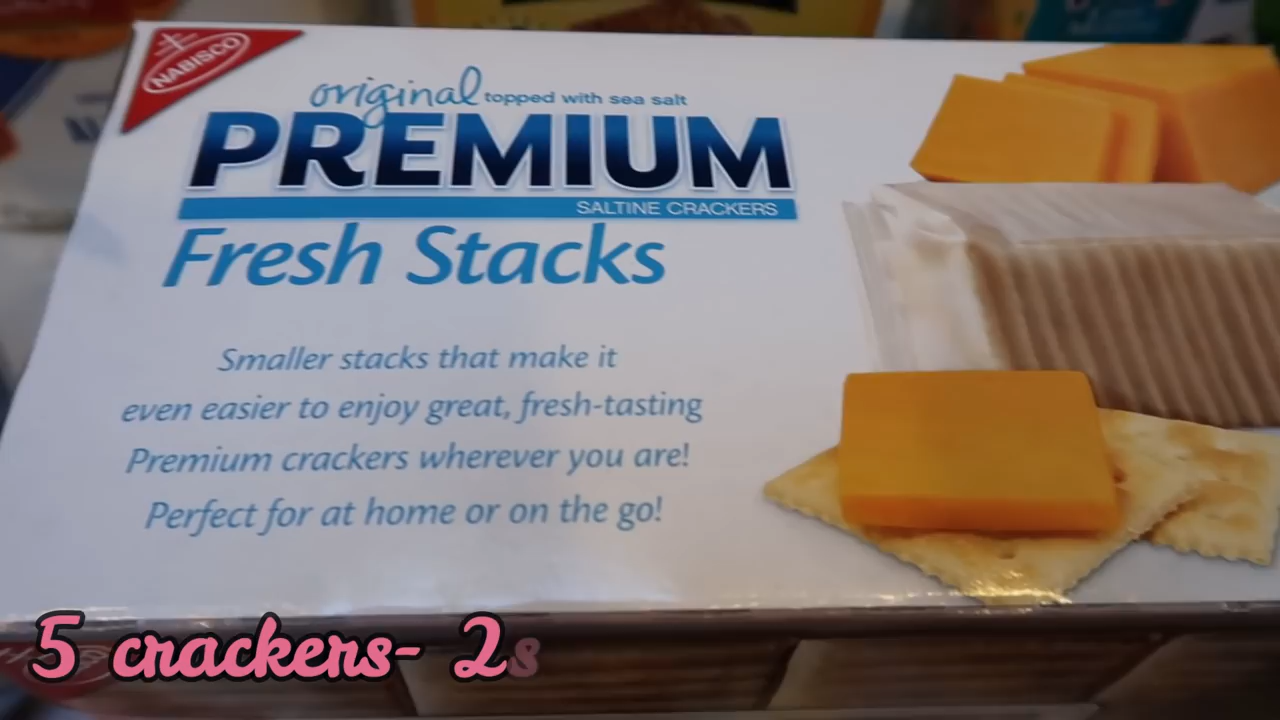 NABISCO
original topped with sea salt
PREMIUM
SALTINE CRACKERS
Fresh Stacks
Smaller stacks that make it
even easier to enjoy great, fresh-tasting
Premium crackers wherever you are!
Perfect for at home or on the go!
5 crackers- 2s